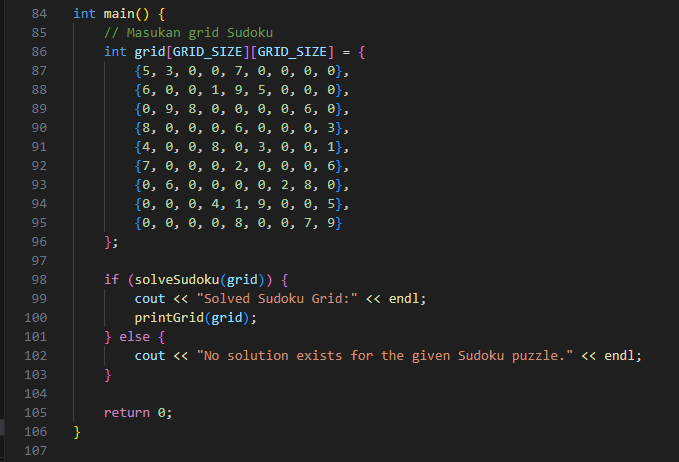 84 int main() {
85 // Masukan grid Sudoku
86 int grid[GRID_SIZE][GRID_SIZE] = {
87 {5, 3, 0, 0, 7, 0, 0, 0, 0},
88 {6, 0, 0, 1, 9, 5, 0, 0, 0},
89 {0, 9, 8, 0, 0, 0, 0, 6, 0},
90 {8, 0, 0, 0, 6, 0, 0, 0, 3},
91 {4, 0, 0, 8, 0, 3, 0, 0, 1},
92 {7, 0, 0, 0, 2, 0, 0, 0, 6},
93 {0, 6, 0, 0, 0, 0, 2, 8, 0},
94 {0, 0, 0, 4, 1, 9, 0, 0, 5},
95 {0, 0, 0, 0, 8, 0, 0, 7, 9}
96 };
97
98 if (solveSudoku(grid)) {
99 cout << "Solved Sudoku Grid:" << endl;
100 printGrid(grid);
101 } else {
102 cout << "No solution exists for the given Sudoku puzzle." << endl;
103 }
104
105 return 0;
106 }
107